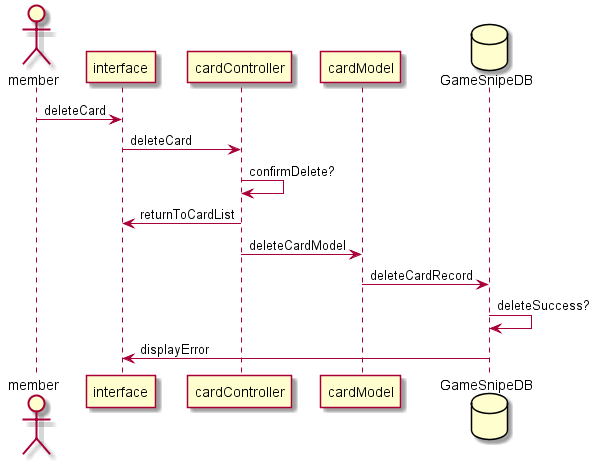 member
interface
cardController
cardModel
GameSnipeDB
deleteCard
deleteCard
confirmDelete?
returnToCardList
deleteCardModel
deleteCardRecord
deleteSuccess?
displayError
member
interface
cardController
cardModel
GameSnipeDB